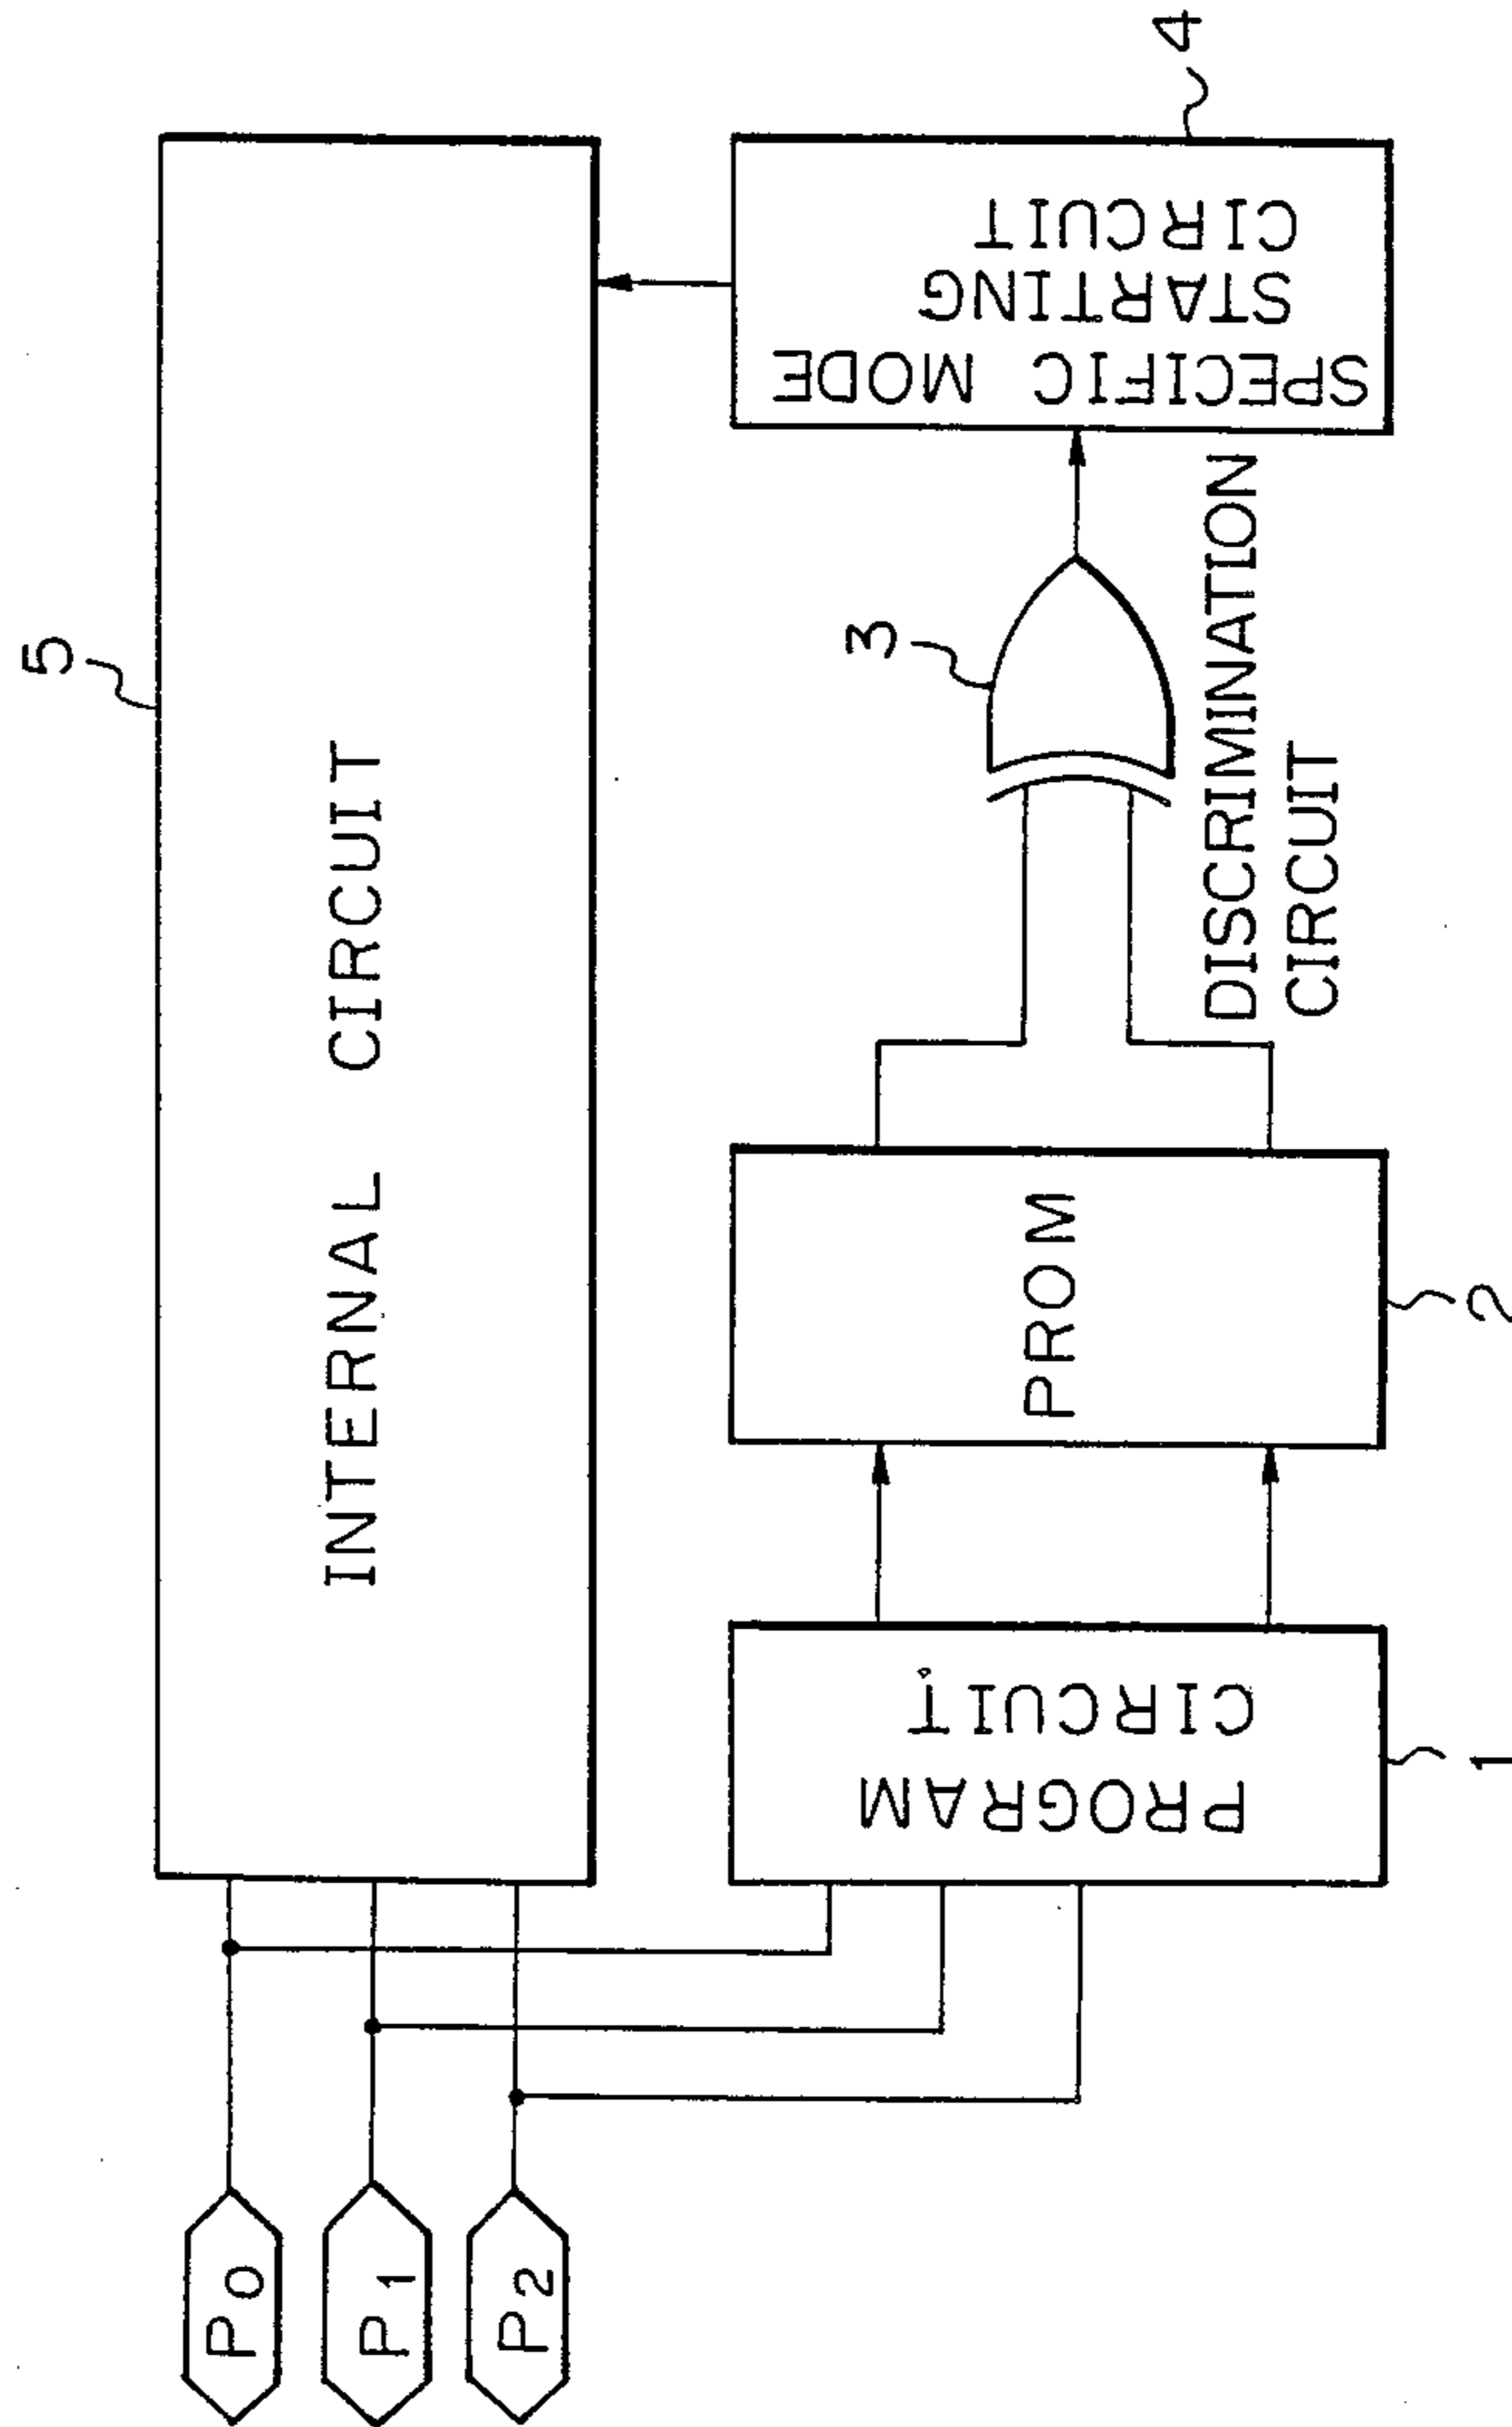 5
INTERNAL CIRCUIT
P0
P1
P2
PROGRAM
CIRCUIT
1
PROM
2
3
DISCRIMINATION
CIRCUIT
SPECIFIC MODE
STARTING
CIRCUIT
4